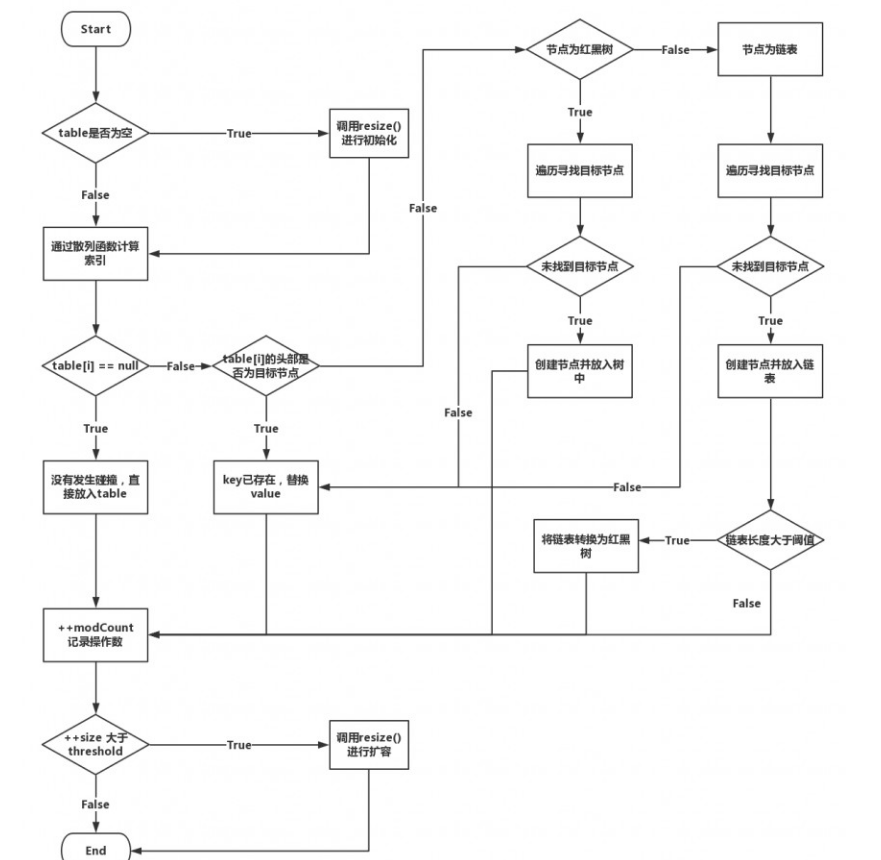 Start
table是否为空
True
调用resize()
进行初始化
False
通过散列函数计算
索引
table[i] == null
False
table[i]的头部是
否为目标节点
False
True
没有发生碰撞，直
接放入table
True
key已存在，替换
value
节点为红黑树
False
节点为链表
True
遍历寻找目标节点
遍历寻找目标节点
未找到目标节点
未找到目标节点
True
True
创建节点并放入树
中
创建节点并放入链
表
False
False
将链表转换为红黑
树
True
链表长度大于阈值
False
++modCount
记录操作数
++size 大于
threshold
True
调用resize()
进行扩容
False
End